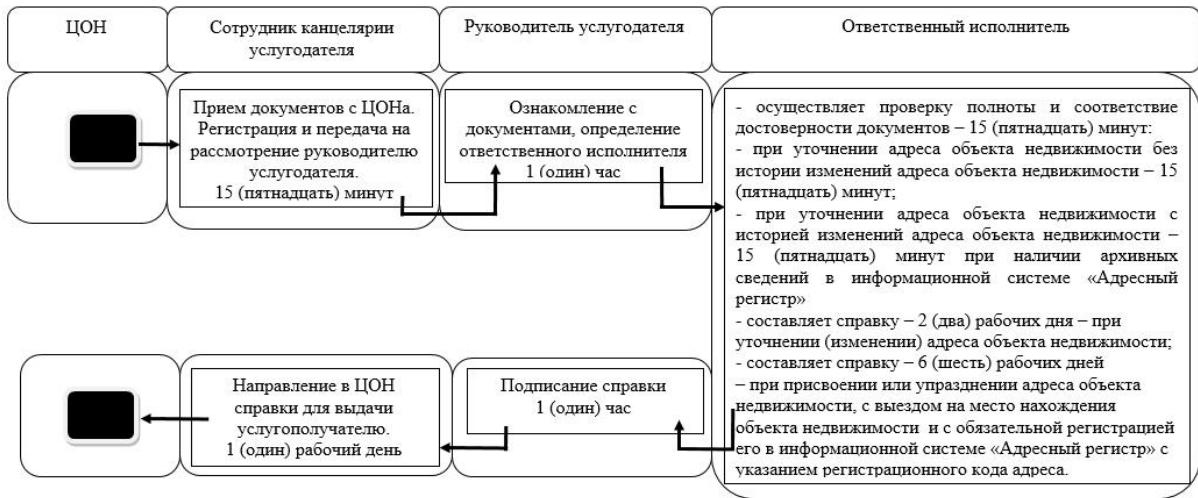 ЦОН
Сотрудник канцелярии
услугодателя
Руководитель услугодателя
Ответственный исполнитель
Прием документов с ЦОНа.
Регистрация и передача на
рассмотрение руководителю
услугодателя.
15 (пятнадцать) минут
Ознакомление с
документами, определение
ответственного исполнителя
1 (один) час
- осуществляет проверку полноты и соответствие
достоверности документов – 15 (пятнадцать) минут:
- при уточнении адреса объекта недвижимости без
истории изменений адреса объекта недвижимости – 15
(пятнадцать) минут;
- при уточнении адреса объекта недвижимости с
историей изменений адреса объекта недвижимости –
15 (пятнадцать) минут при наличии архивных
сведений в информационной системе «Адресный
регистр»
- составляет справку – 2 (два) рабочих дня – при
уточнении (изменении) адреса объекта недвижимости;
- составляет справку – 6 (шесть) рабочих дней
– при присвоении или упразднении адреса объекта
недвижимости, с выездом на место нахождения
объекта недвижимости и с обязательной регистрацией
его в информационной системе «Адресный регистр» с
указанием регистрационного кода адреса.
Подписание справки
1 (один) час
Направление в ЦОН
справки для выдачи
услугополучателю.
1 (один) рабочий день